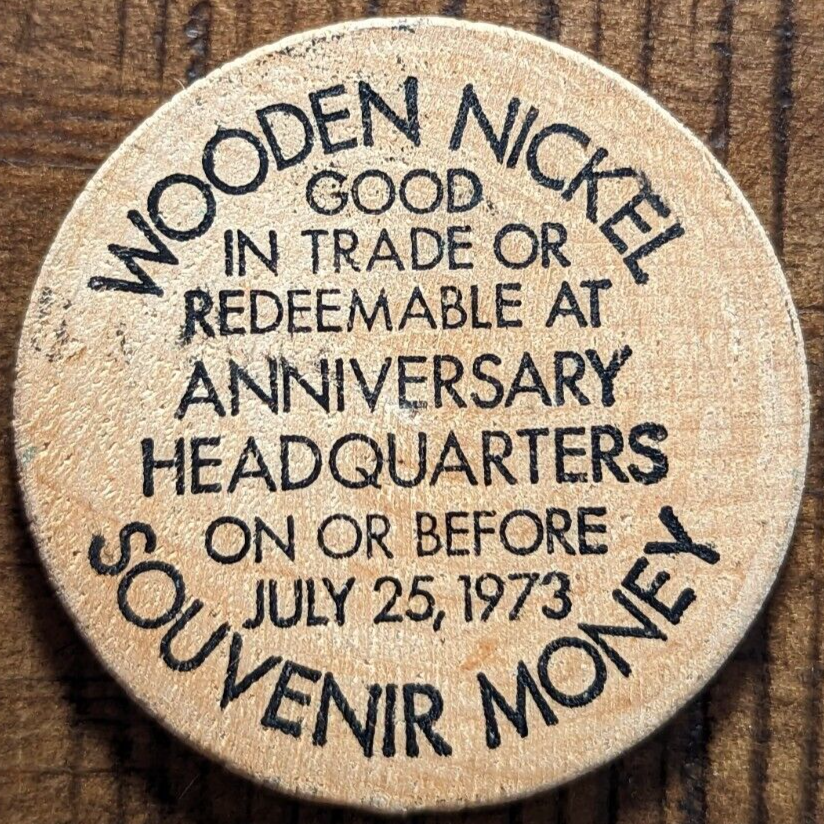 WOODEN NICKEL
GOOD
IN TRADE OR
REDEEMABLE AT
ANNIVERSARY
HEADQUARTERS
ON OR BEFORE
JULY 25, 1973
SOUVENIR MONEY